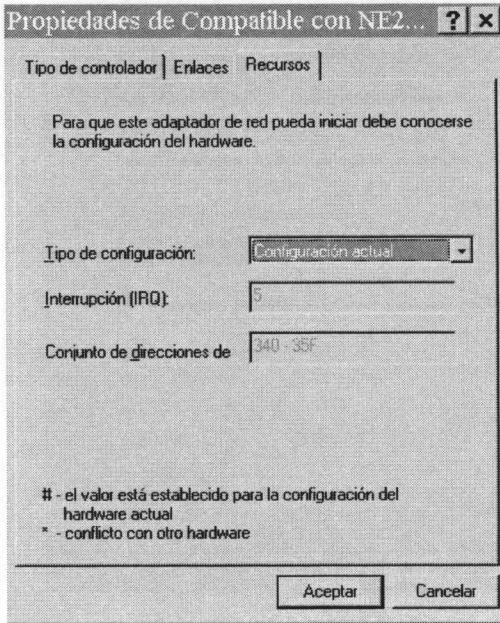 Propiedades de Compatible con NE2... ? ×
Tipo de controlador Enlaces Recursos
Para que este adaptador de red pueda iniciar debe conocerse
la configuración del hardware.
Tipo de configuración: Configuración actual
Interrupción (IRQ): 5
Conjunto de direcciones de 340 - 35F
# - el valor está establecido para la configuración del
hardware actual
* - conflicto con otro hardware
Aceptar Cancelar